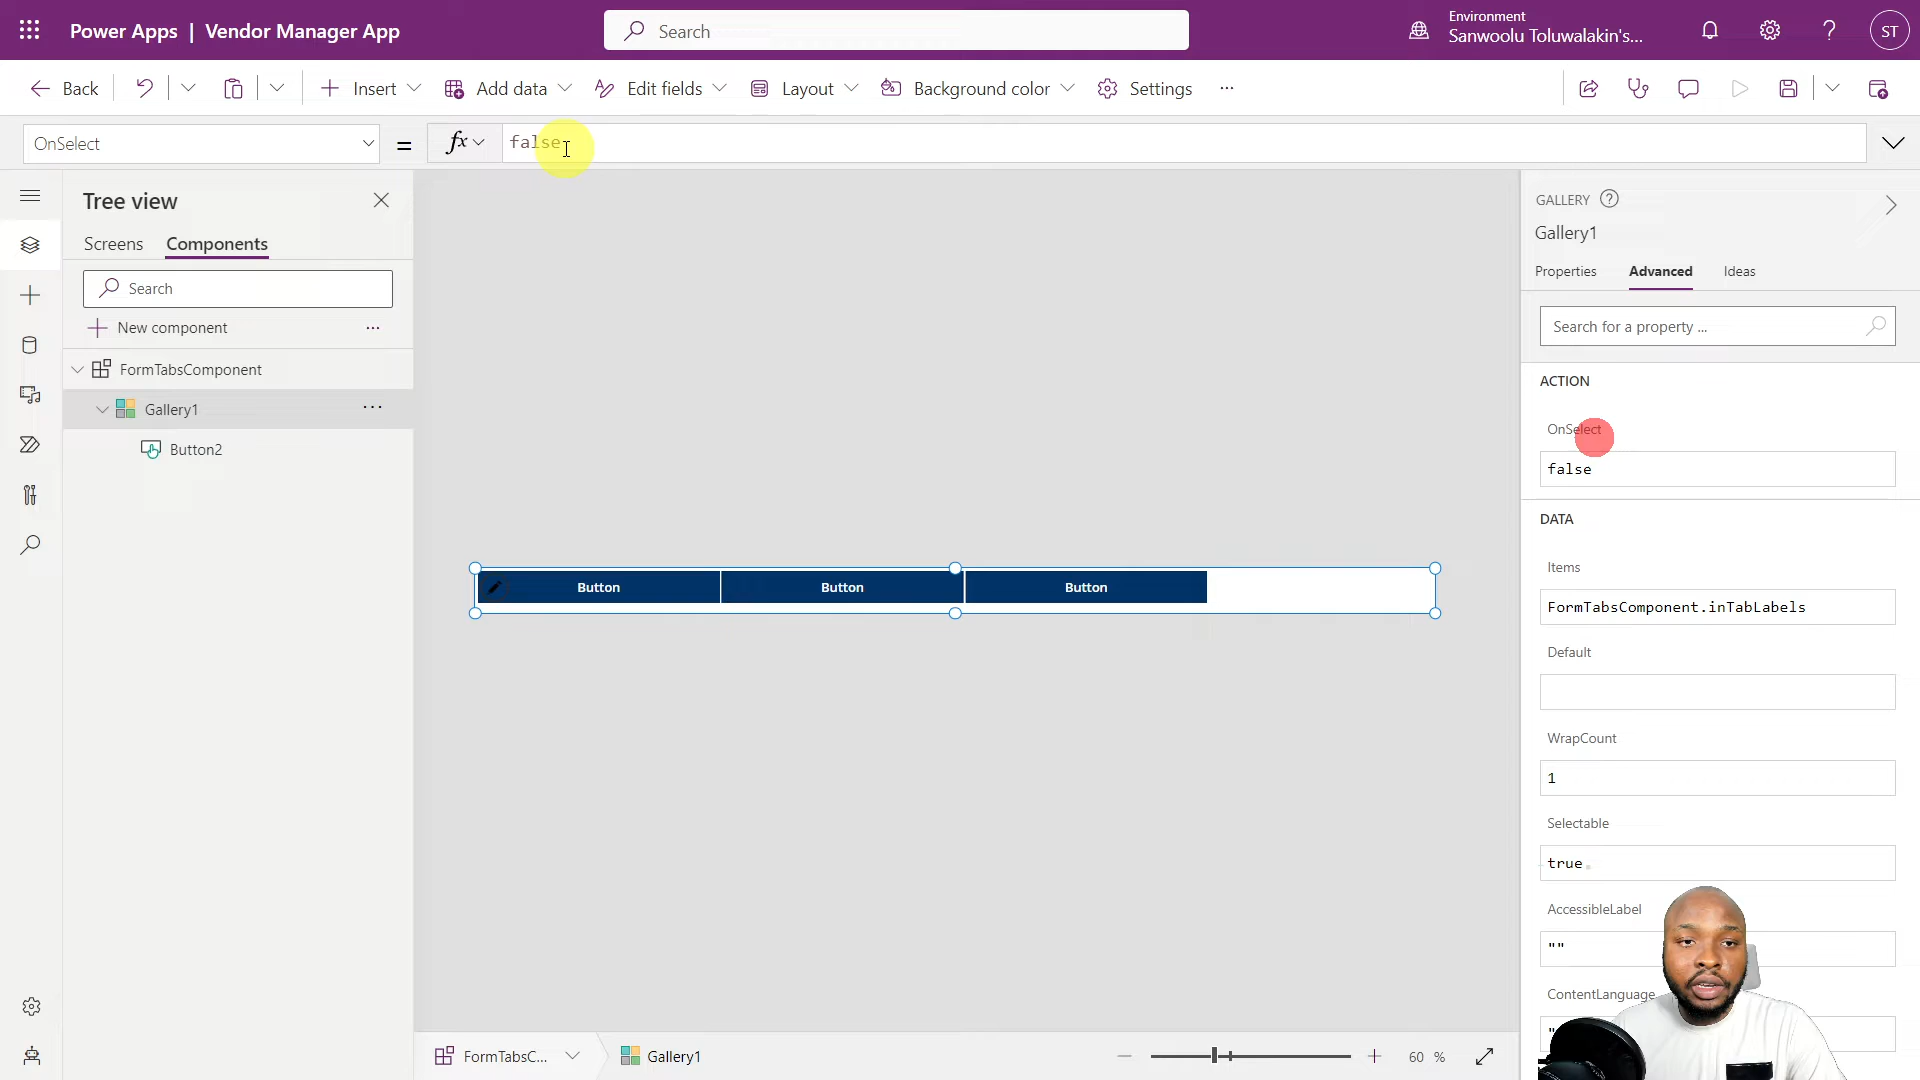 Power Apps | Vendor Manager App
Search
Environment
Sanwoolu Toluwalakin's...
ST
Back
Insert
Add data
Edit fields
Layout
Background color
Settings
...
OnSelect
=
fx
false
Tree view
Screens
Components
Search
New component
...
FormTabsComponent
Gallery1
...
Button2
Button
Button
Button
GALLERY
Gallery1
Properties
Advanced
Ideas
Search for a property ...
ACTION
OnSelect
false
DATA
Items
FormTabsComponent.inTabLabels
Default
WrapCount
1
Selectable
true
AccessibleLabel
""
ContentLanguage
FormTabsC...
Gallery1
60 %